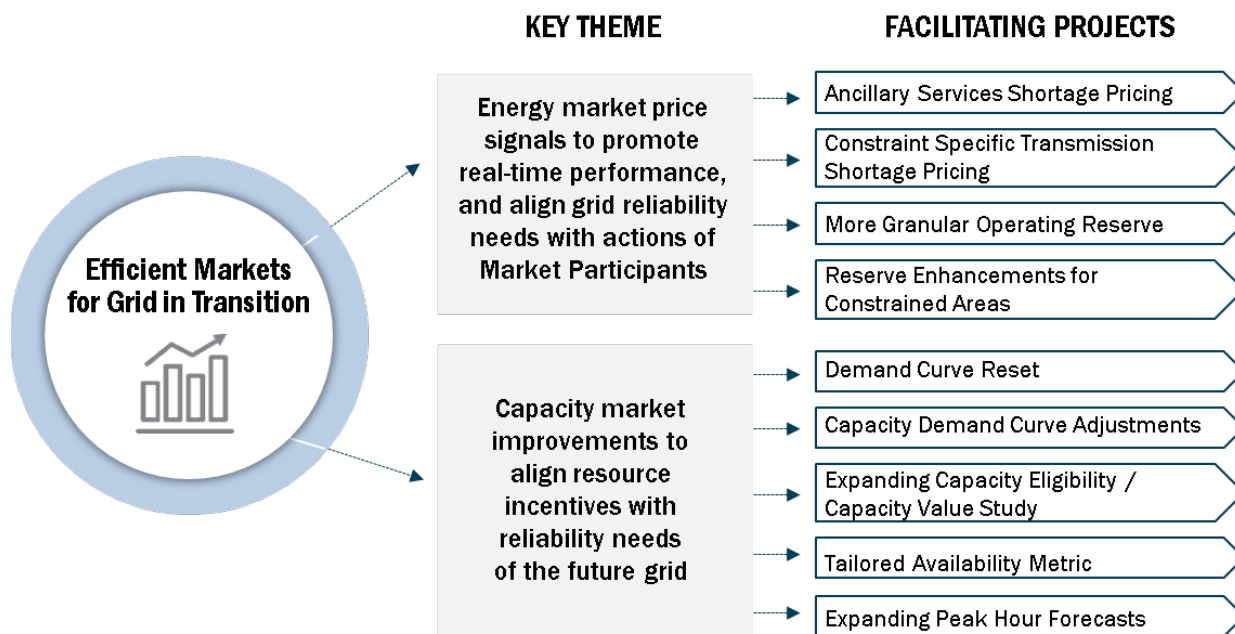 KEY THEME
FACILITATING PROJECTS
Efficient Markets
for Grid in Transition
Energy market price
signals to promote
real-time performance,
and align grid reliability
needs with actions of
Market Participants
Ancillary Services Shortage Pricing
Constraint Specific Transmission
Shortage Pricing
More Granular Operating Reserve
Reserve Enhancements for
Constrained Areas
Capacity market
improvements to
align resource
incentives with
reliability needs
of the future grid
Demand Curve Reset
Capacity Demand Curve Adjustments
Expanding Capacity Eligibility /
Capacity Value Study
Tailored Availability Metric
Expanding Peak Hour Forecasts